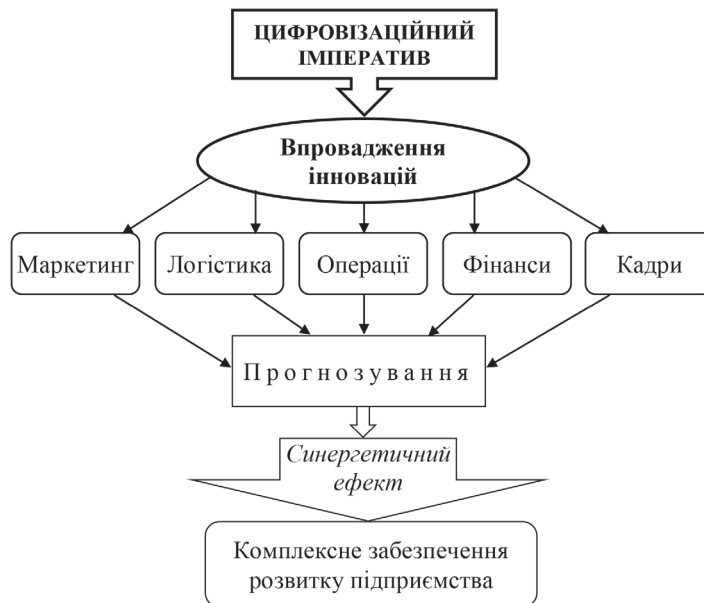 ЦИФРОВІЗАЦІЙНИЙ
ІМПЕРАТИВ
Впровадження
інновацій
Маркетинг
Логістика
Операції
Фінанси
Кадри
Прогнозування
Синергетичний
ефект
Комплексне забезпечення
розвитку підприємства